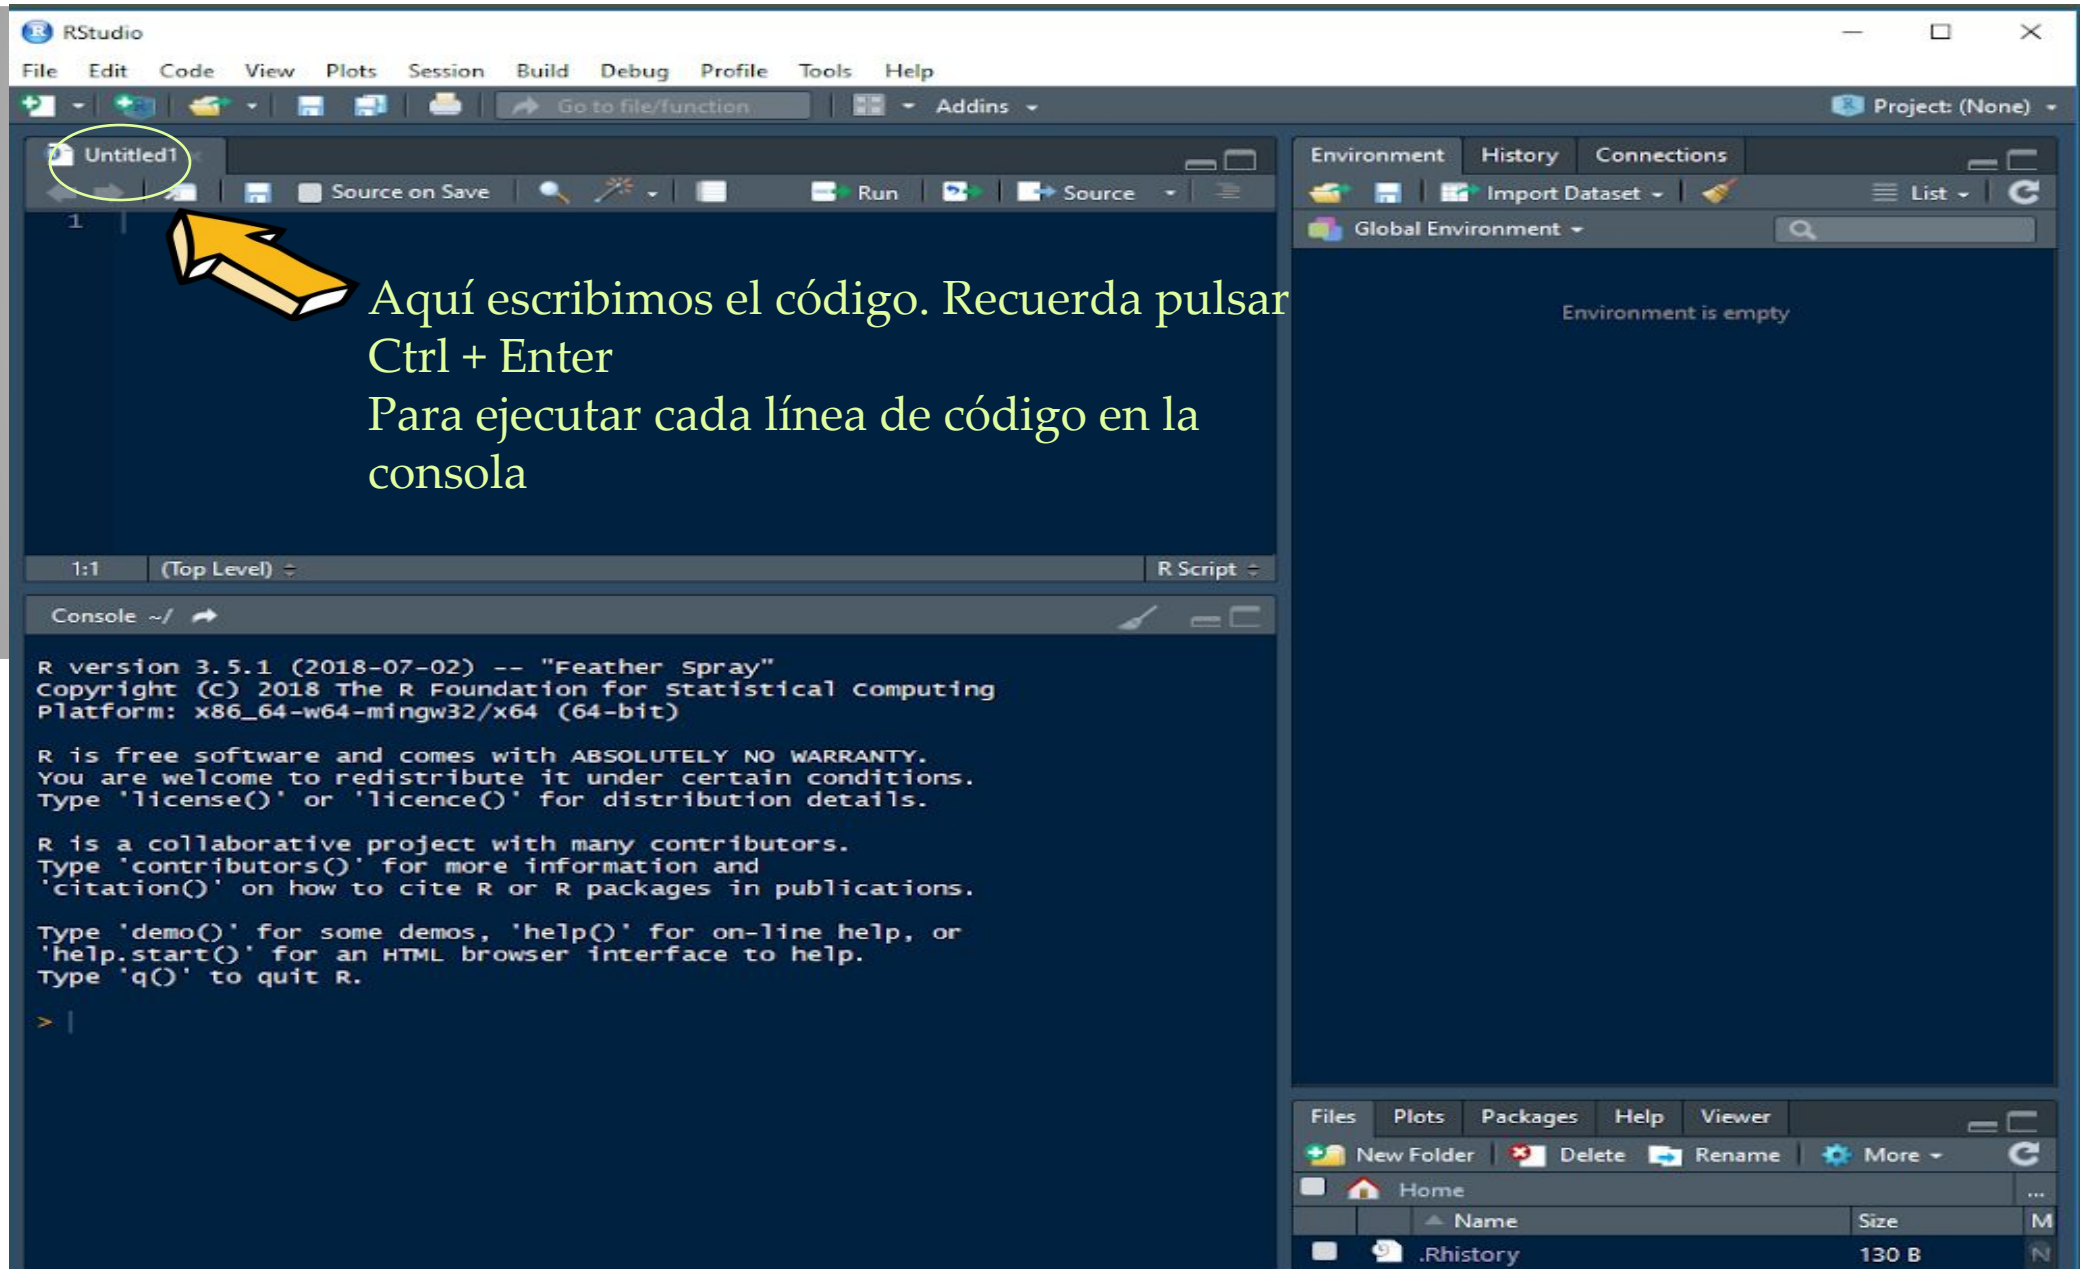 RStudio
File Edit Code View Plots Session Build Debug Profile Tools Help
Go to file/function Addins Project: (None)
Untitled1
Source on Save Run Source
1
Aquí escribimos el código. Recuerda pulsar
Ctrl + Enter
Para ejecutar cada línea de código en la
consola
1:1 (Top Level) R Script
Console ~/
R version 3.5.1 (2018-07-02) -- "Feather Spray"
Copyright (C) 2018 The R Foundation for Statistical Computing
Platform: x86_64-w64-mingw32/x64 (64-bit)
R is free software and comes with ABSOLUTELY NO WARRANTY.
You are welcome to redistribute it under certain conditions.
Type 'license()' or 'licence()' for distribution details.
R is a collaborative project with many contributors.
Type 'contributors()' for more information and
'citation()' on how to cite R or R packages in publications.
Type 'demo()' for some demos, 'help()' for on-line help, or
'help.start()' for an HTML browser interface to help.
Type 'q()' to quit R.
>
Environment History Connections
Import Dataset List
Global Environment
Environment is empty
Files Plots Packages Help Viewer
New Folder Delete Rename More
Home ...
Name Size M
.Rhistory 130 B N